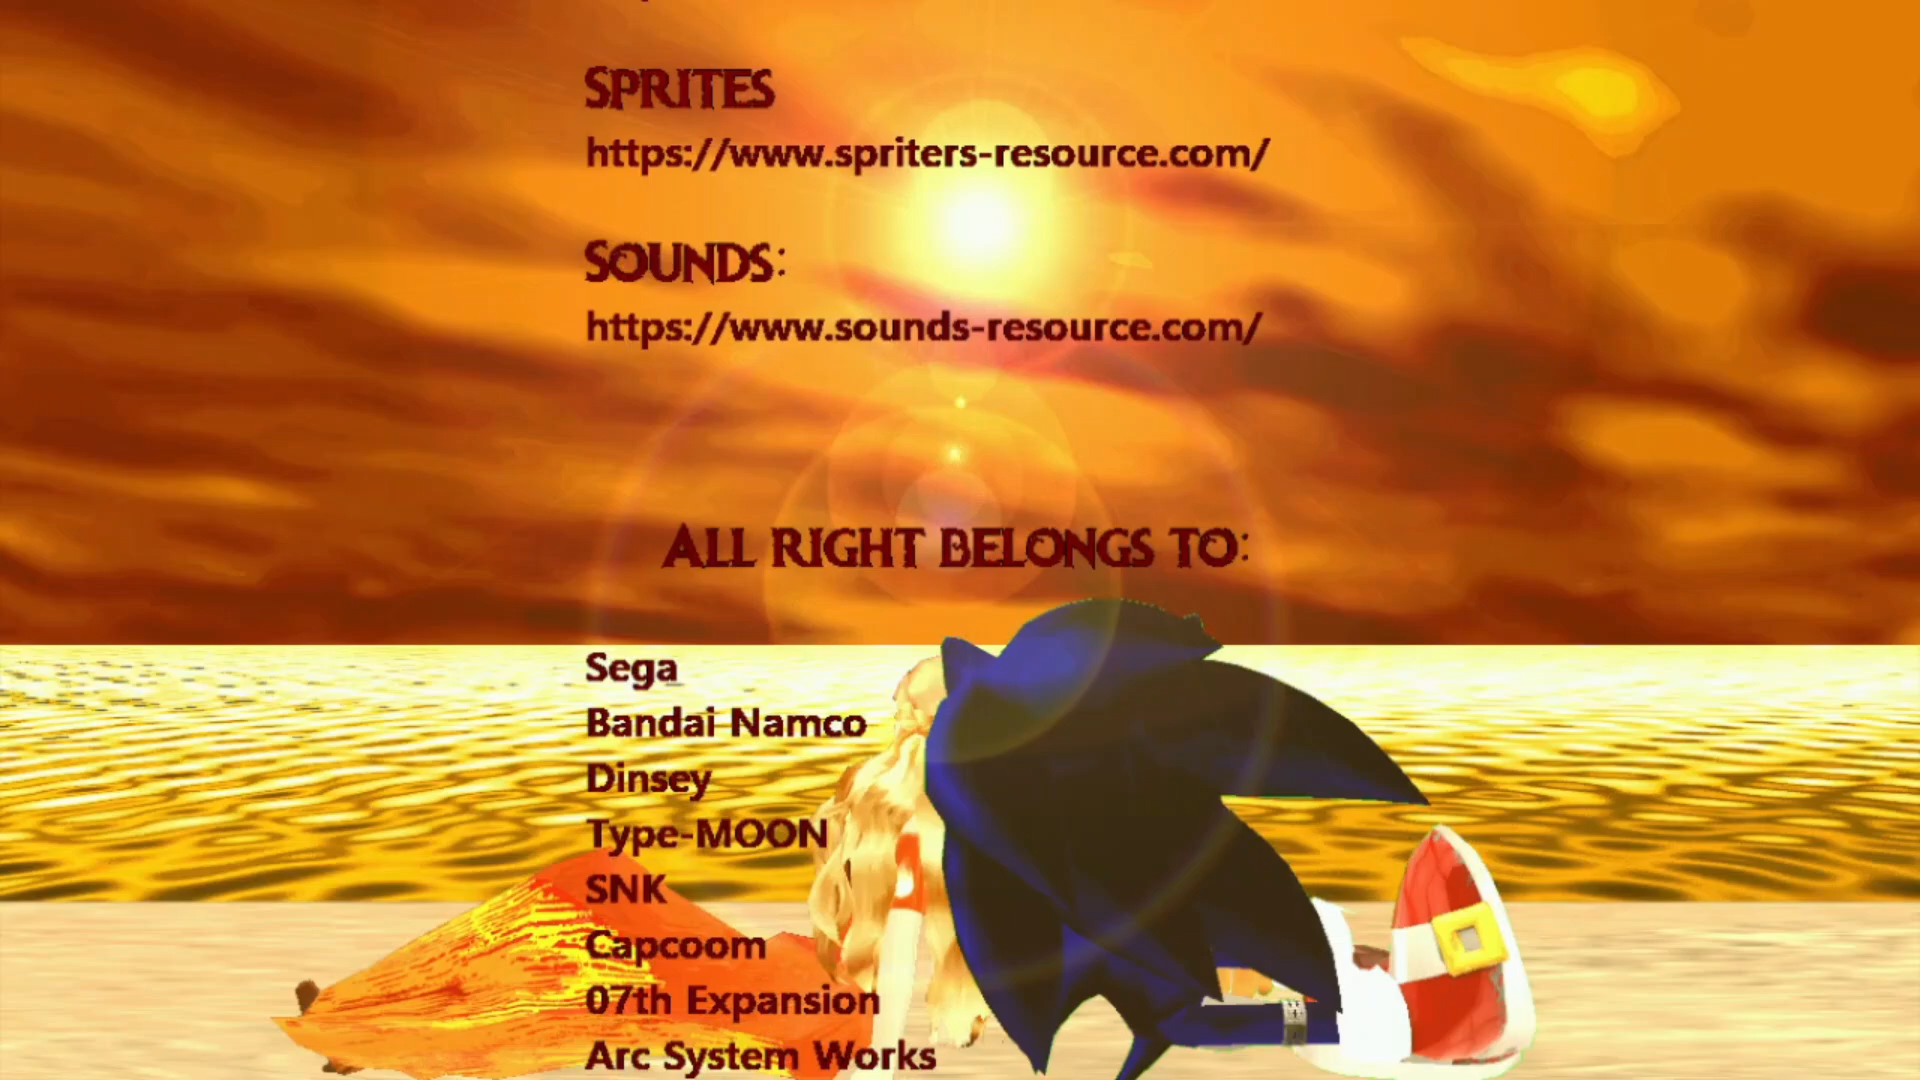 SPRITES
https://www.spriters-resource.com/
SOUNDS:
https://www.sounds-resource.com/
ALL RIGHT BELONGS TO:
Sega
Bandai Namco
Dinsey
Type-MOON
SNK
Capcoom
07th Expansion
Arc System Works